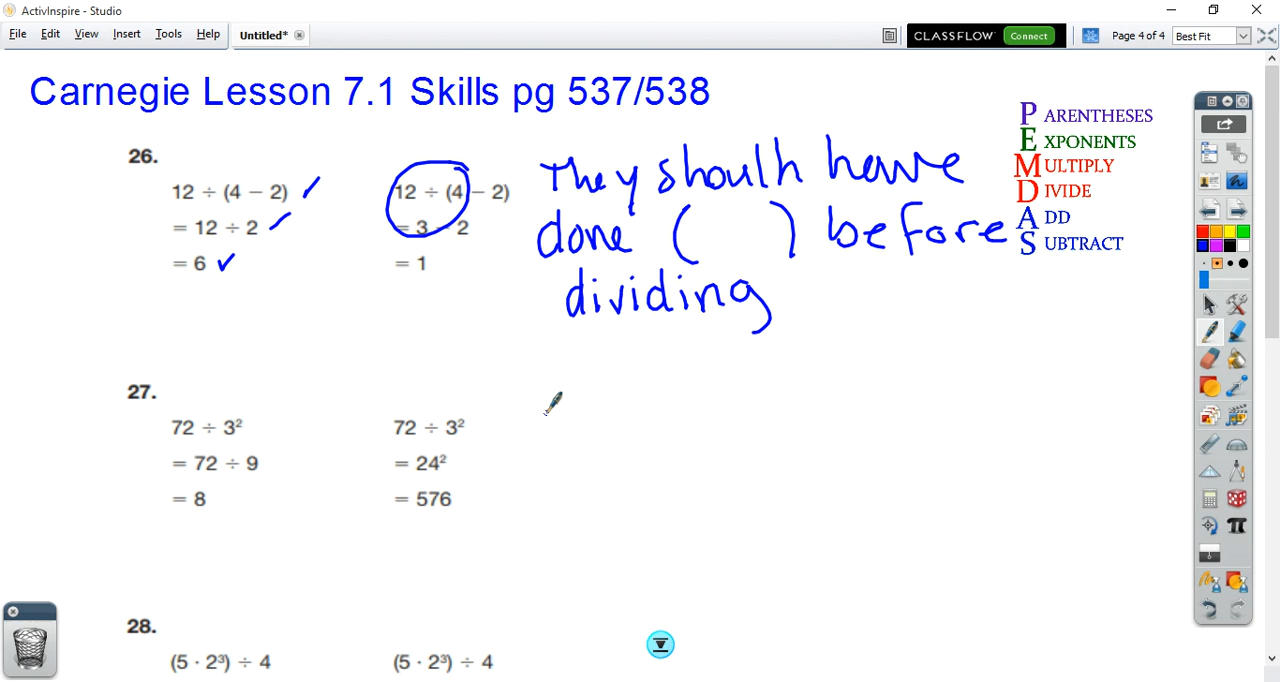 ActivInspire - Studio
File Edit View Insert Tools Help Untitled* CLASSFLOW Connect Page 4 of 4 Best Fit
Carnegie Lesson 7.1 Skills pg 537/538
PARENTHESES
EXPONENTS
MULTIPLY
DIVIDE
ADD
SUBTRACT
26.
12 ÷ (4 − 2) ✓
= 12 ÷ 2 ✓
= 6 ✓
12 ÷ (4 − 2)
= 3 − 2
= 1
They should have
done ( ) before
dividing
27.
72 ÷ 3²
= 72 ÷ 9
= 8
72 ÷ 3²
= 24²
= 576
28.
(5 · 2³) ÷ 4
(5 · 2³) ÷ 4